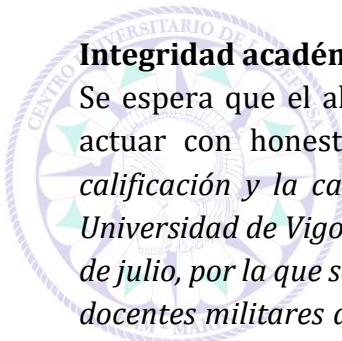 Integridad académ
Se espera que el al
actuar con honest
calificación y la ca
Universidad de Vigo
de julio, por la que s
docentes militares